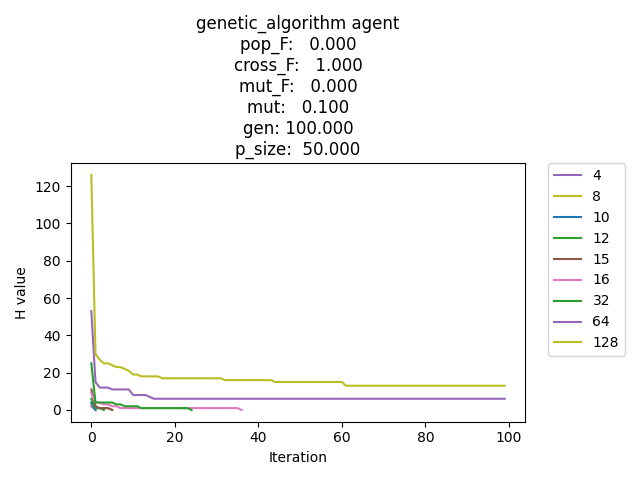 genetic_algorithm agent
pop_F: 0.000
cross_F: 1.000
mut_F: 0.000
mut: 0.100
gen: 100.000
p_size: 50.000
H value
120
100
80
60
40
20
0
0 20 40 60 80 100
Iteration
4
8
10
12
15
16
32
64
128